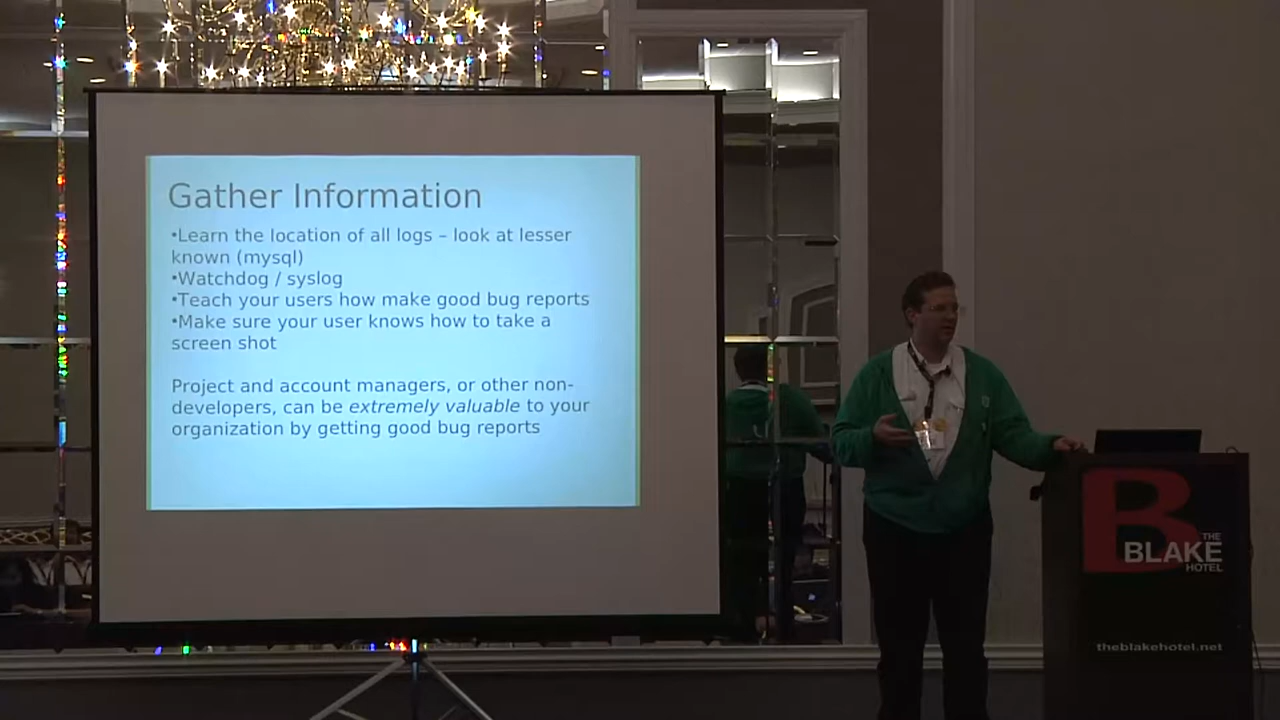 Gather Information
•Learn the location of all logs – look at lesser
known (mysql)
•Watchdog / syslog
•Teach your users how make good bug reports
•Make sure your user knows how to take a
screen shot
Project and account managers, or other non-
developers, can be extremely valuable to your
organization by getting good bug reports
B
THE
BLAKE
HOTEL
theblakehotel.net